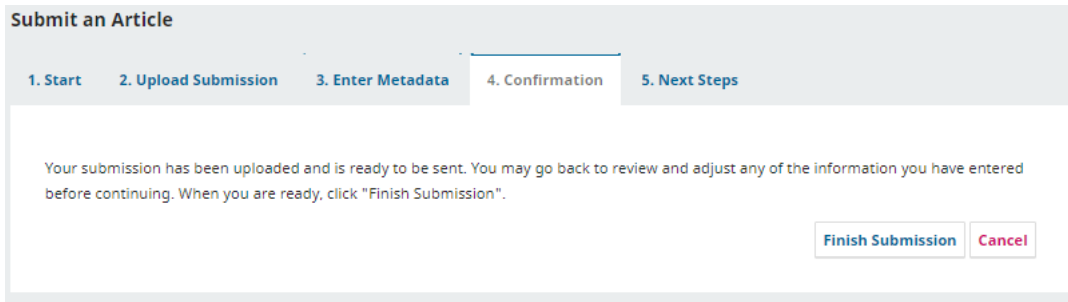 Submit an Article
1. Start 2. Upload Submission 3. Enter Metadata 4. Confirmation 5. Next Steps
Your submission has been uploaded and is ready to be sent. You may go back to review and adjust any of the information you have entered
before continuing. When you are ready, click "Finish Submission".
Finish Submission Cancel